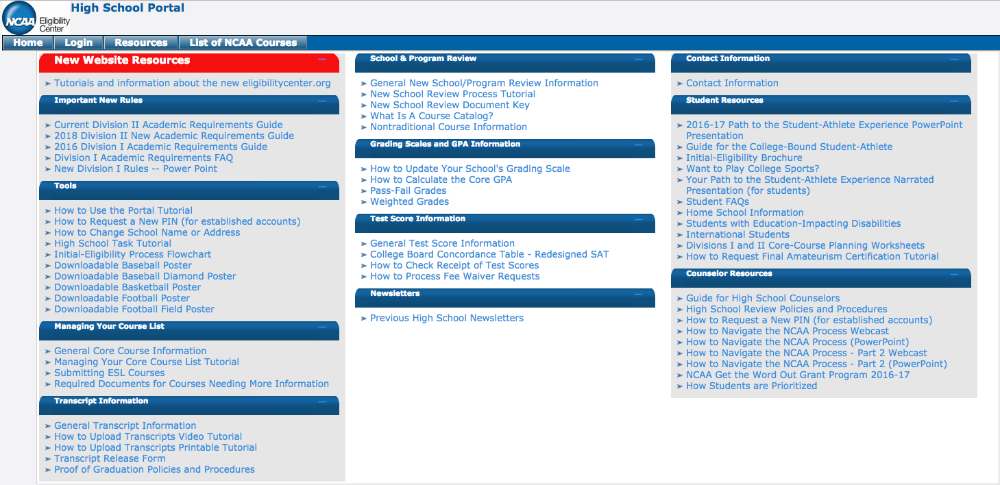 NCAA Eligibility
Center
High School Portal
Home Login Resources List of NCAA Courses
New Website Resources
Tutorials and information about the new eligibilitycenter.org
Important New Rules
Current Division II Academic Requirements Guide
2018 Division II New Academic Requirements Guide
2016 Division I Academic Requirements Guide
Division I Academic Requirements FAQ
New Division I Rules -- Power Point
Tools
How to Use the Portal Tutorial
How to Request a New PIN (for established accounts)
How to Change School Name or Address
High School Task Tutorial
Initial-Eligibility Process Flowchart
Downloadable Baseball Poster
Downloadable Baseball Diamond Poster
Downloadable Basketball Poster
Downloadable Football Poster
Downloadable Football Field Poster
Managing Your Course List
General Core Course Information
Managing Your Core Course List Tutorial
Submitting ESL Courses
Required Documents for Courses Needing More Information
Transcript Information
General Transcript Information
How to Upload Transcripts Video Tutorial
How to Upload Transcripts Printable Tutorial
Transcript Release Form
Proof of Graduation Policies and Procedures
School & Program Review
General New School/Program Review Information
New School Review Process Tutorial
New School Review Document Key
What Is A Course Catalog?
Nontraditional Course Information
Grading Scales and GPA Information
How to Update Your School's Grading Scale
How to Calculate the Core GPA
Pass-Fail Grades
Weighted Grades
Test Score Information
General Test Score Information
College Board Concordance Table - Redesigned SAT
How to Check Receipt of Test Scores
How to Process Fee Waiver Requests
Newsletters
Previous High School Newsletters
Contact Information
Contact Information
Student Resources
2016-17 Path to the Student-Athlete Experience PowerPoint
Presentation
Guide for the College-Bound Student-Athlete
Initial-Eligibility Brochure
Want to Play College Sports?
Your Path to the Student-Athlete Experience Narrated
Presentation (for students)
Student FAQs
Home School Information
Students with Education-Impacting Disabilities
International Students
Divisions I and II Core-Course Planning Worksheets
How to Request Final Amateurism Certification Tutorial
Counselor Resources
Guide for High School Counselors
High School Review Policies and Procedures
How to Request a New PIN (for established accounts)
How to Navigate the NCAA Process Webcast
How to Navigate the NCAA Process (PowerPoint)
How to Navigate the NCAA Process - Part 2 Webcast
How to Navigate the NCAA Process - Part 2 (PowerPoint)
NCAA Get the Word Out Grant Program 2016-17
How Students are Prioritized